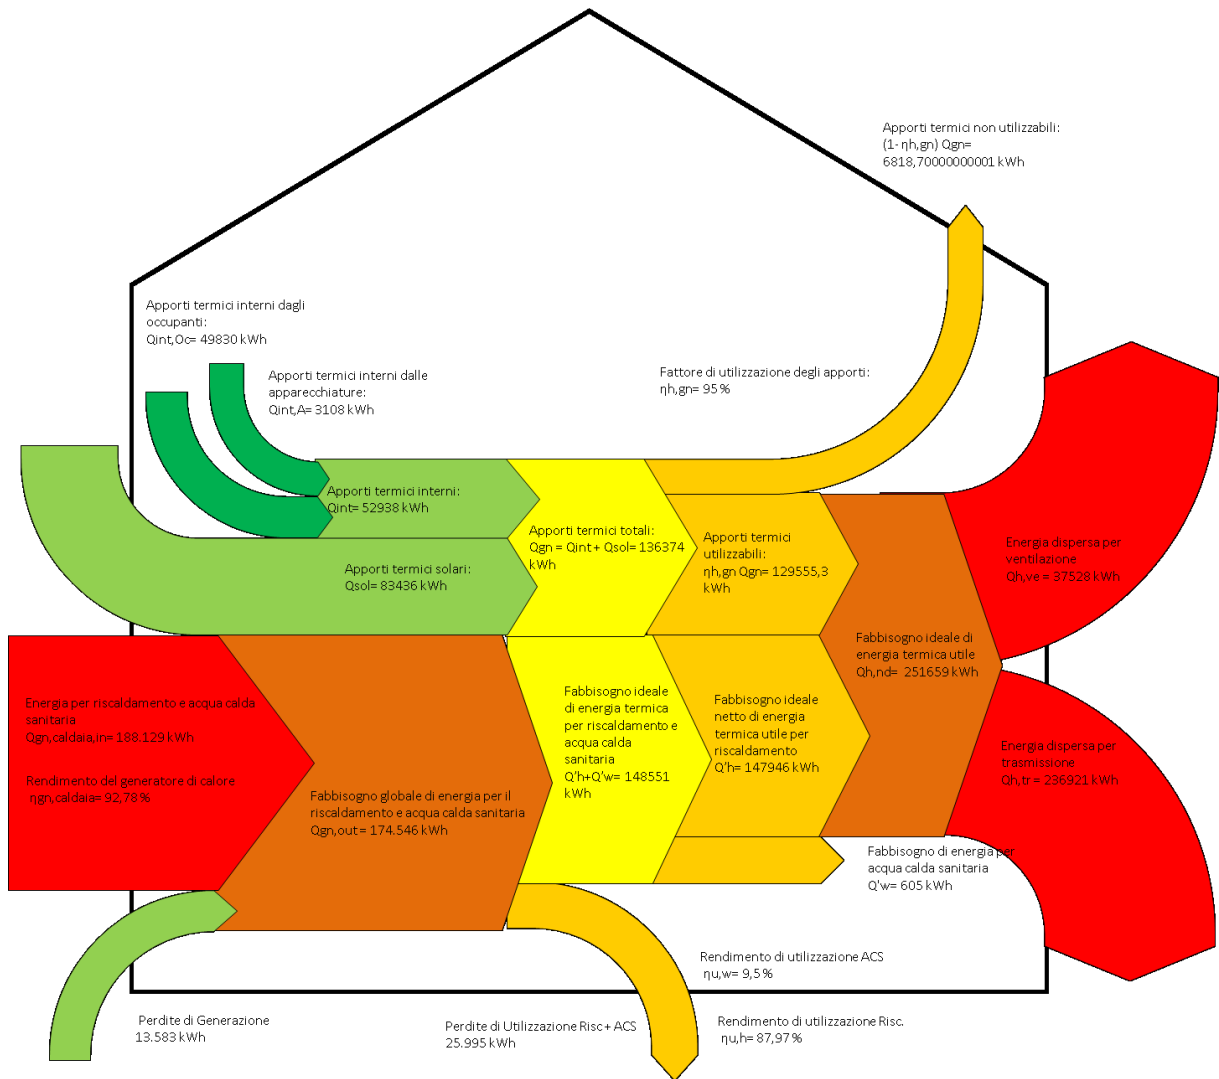 Apporti termici non utilizzabili:
(1- ηh,gn) Qgn=
6818,70000000001 kWh
Apporti termici interni dagli
occupanti:
Qint,Oc= 49830 kWh
Apporti termici interni dalle
apparecchiature:
Qint,A= 3108 kWh
Fattore di utilizzazione degli apporti:
ηh,gn= 95%
Apporti termici interni:
Qint= 52938 kWh
Apporti termici totali:
Qgn = Qint+ Qsol= 136374
kWh
Apporti termici
utilizzabili:
ηh,gn Qgn= 129555,3
kWh
Energia dispersa per
ventilazione
Qh,ve = 37528 kWh
Apporti termici solari:
Qsol= 83436 kWh
Fabbisogno ideale di
energia termica utile
Qh,nd= 251659 kWh
Energia per riscaldamento e acqua calda
sanitaria
Qgn,caldaia,in= 188.129 kWh
Rendimento del generatore di calore
ηgn,caldaia= 92,78%
Fabbisogno globale di energia per il
riscaldamento e acqua calda sanitaria
Qgn,out= 174.546 kWh
Fabbisogno ideale
di energia termica
per riscaldamento e
acqua calda
sanitaria
Q'h+Q'w= 148551
kWh
Fabbisogno ideale
netto di energia
termica utile per
riscaldamento
Q'h= 147946 kWh
Energia dispersa per
trasmissione
Qh,tr = 236921 kWh
Fabbisogno di energia per
acqua calda sanitaria
Q'w= 605 kWh
Rendimento di utilizzazione ACS
ηu,w= 9,5%
Perdite di Generazione
13.583 kWh
Perdite di Utilizzazione Risc+ ACS
25.995 kWh
Rendimento di utilizzazione Risc.
ηu,h= 87,97%